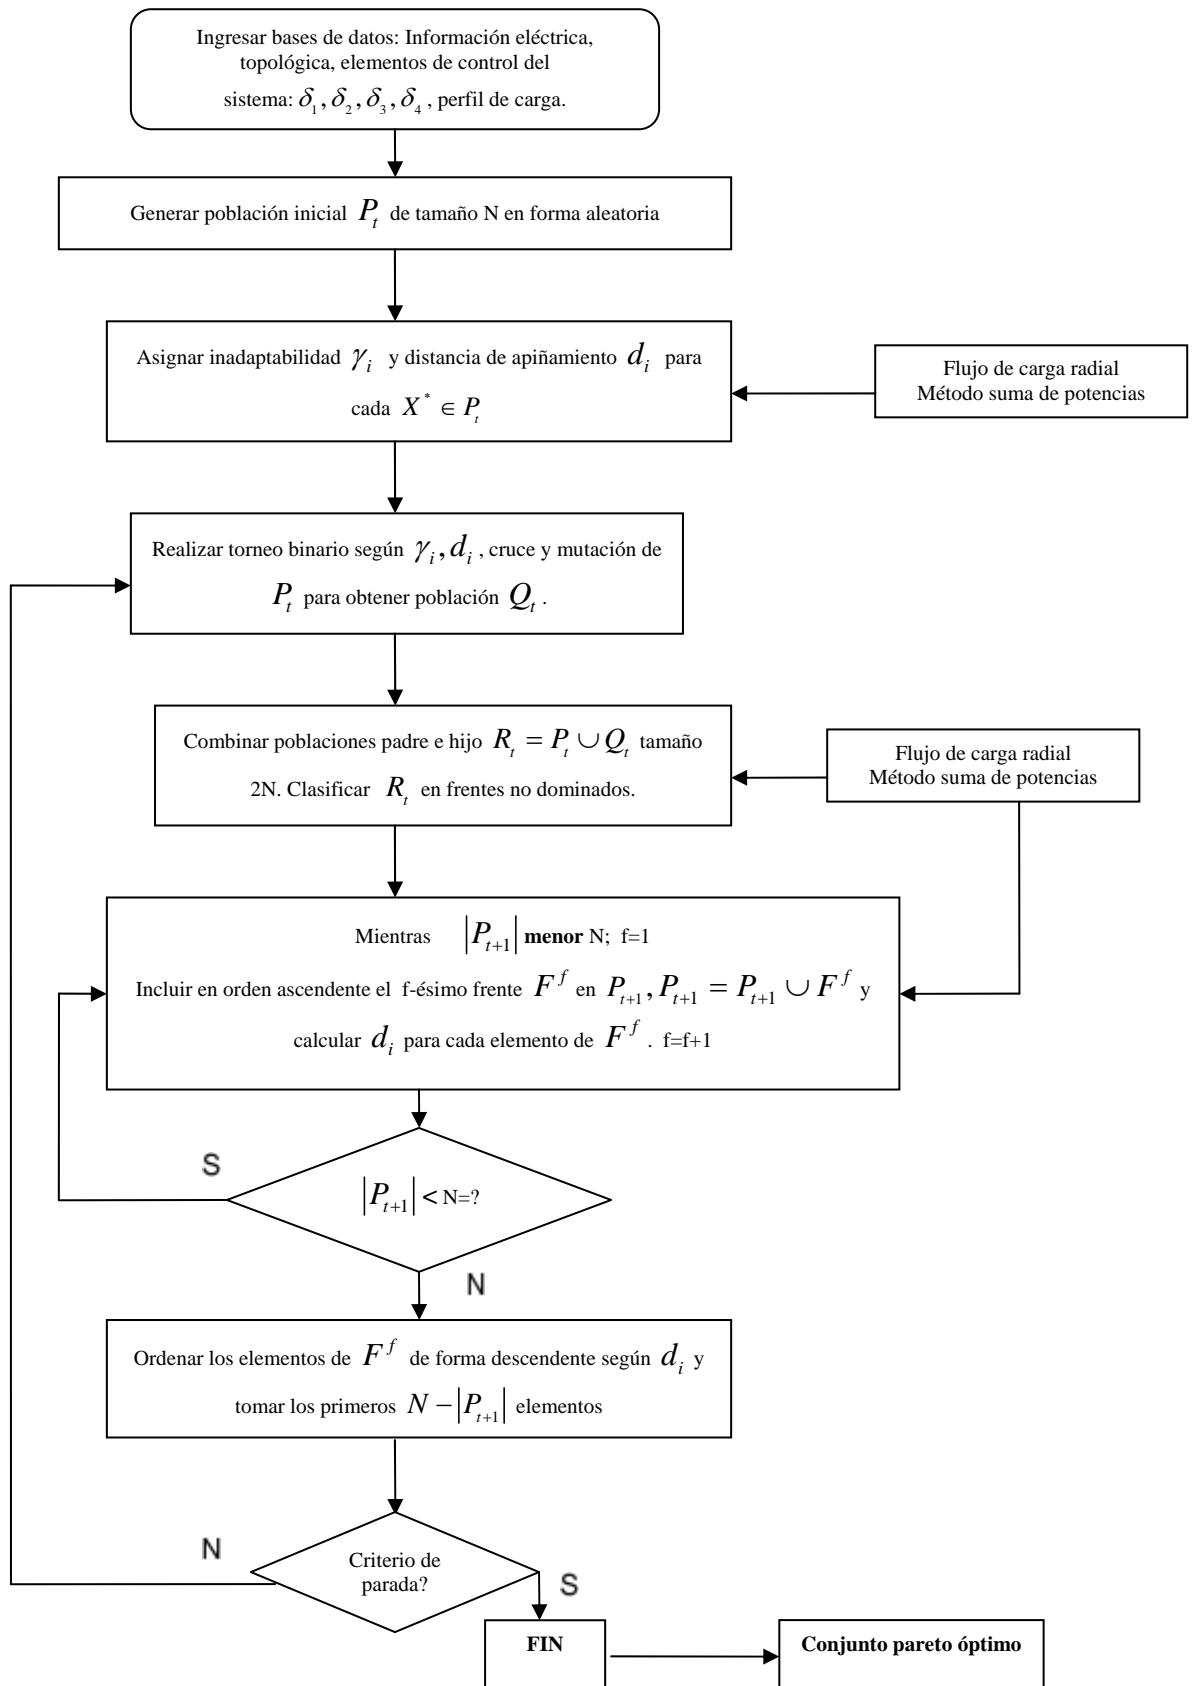 Ingresar bases de datos: Información eléctrica,
topológica, elementos de control del
sistema: δ₁, δ₂, δ₃, δ₄ , perfil de carga.
Generar población inicial Pₜ de tamaño N en forma aleatoria
Asignar inadaptabilidad γᵢ y distancia de apiñamiento dᵢ para
cada X* ∈ Pₜ
Flujo de carga radial
Método suma de potencias
Realizar torneo binario según γᵢ, dᵢ , cruce y mutación de
Pₜ para obtener población Qₜ .
Combinar poblaciones padre e hijo Rₜ = Pₜ ∪ Qₜ tamaño
2N. Clasificar Rₜ en frentes no dominados.
Flujo de carga radial
Método suma de potencias
Mientras |Pₜ₊₁| menor N; f=1
Incluir en orden ascendente el f-ésimo frente F^f en Pₜ₊₁, Pₜ₊₁ = Pₜ₊₁ ∪ F^f y
calcular dᵢ para cada elemento de F^f . f=f+1
S
|Pₜ₊₁| < N=?
N
Ordenar los elementos de F^f de forma descendente según dᵢ y
tomar los primeros N − |Pₜ₊₁| elementos
N
Criterio de
parada?
S
FIN
Conjunto pareto óptimo